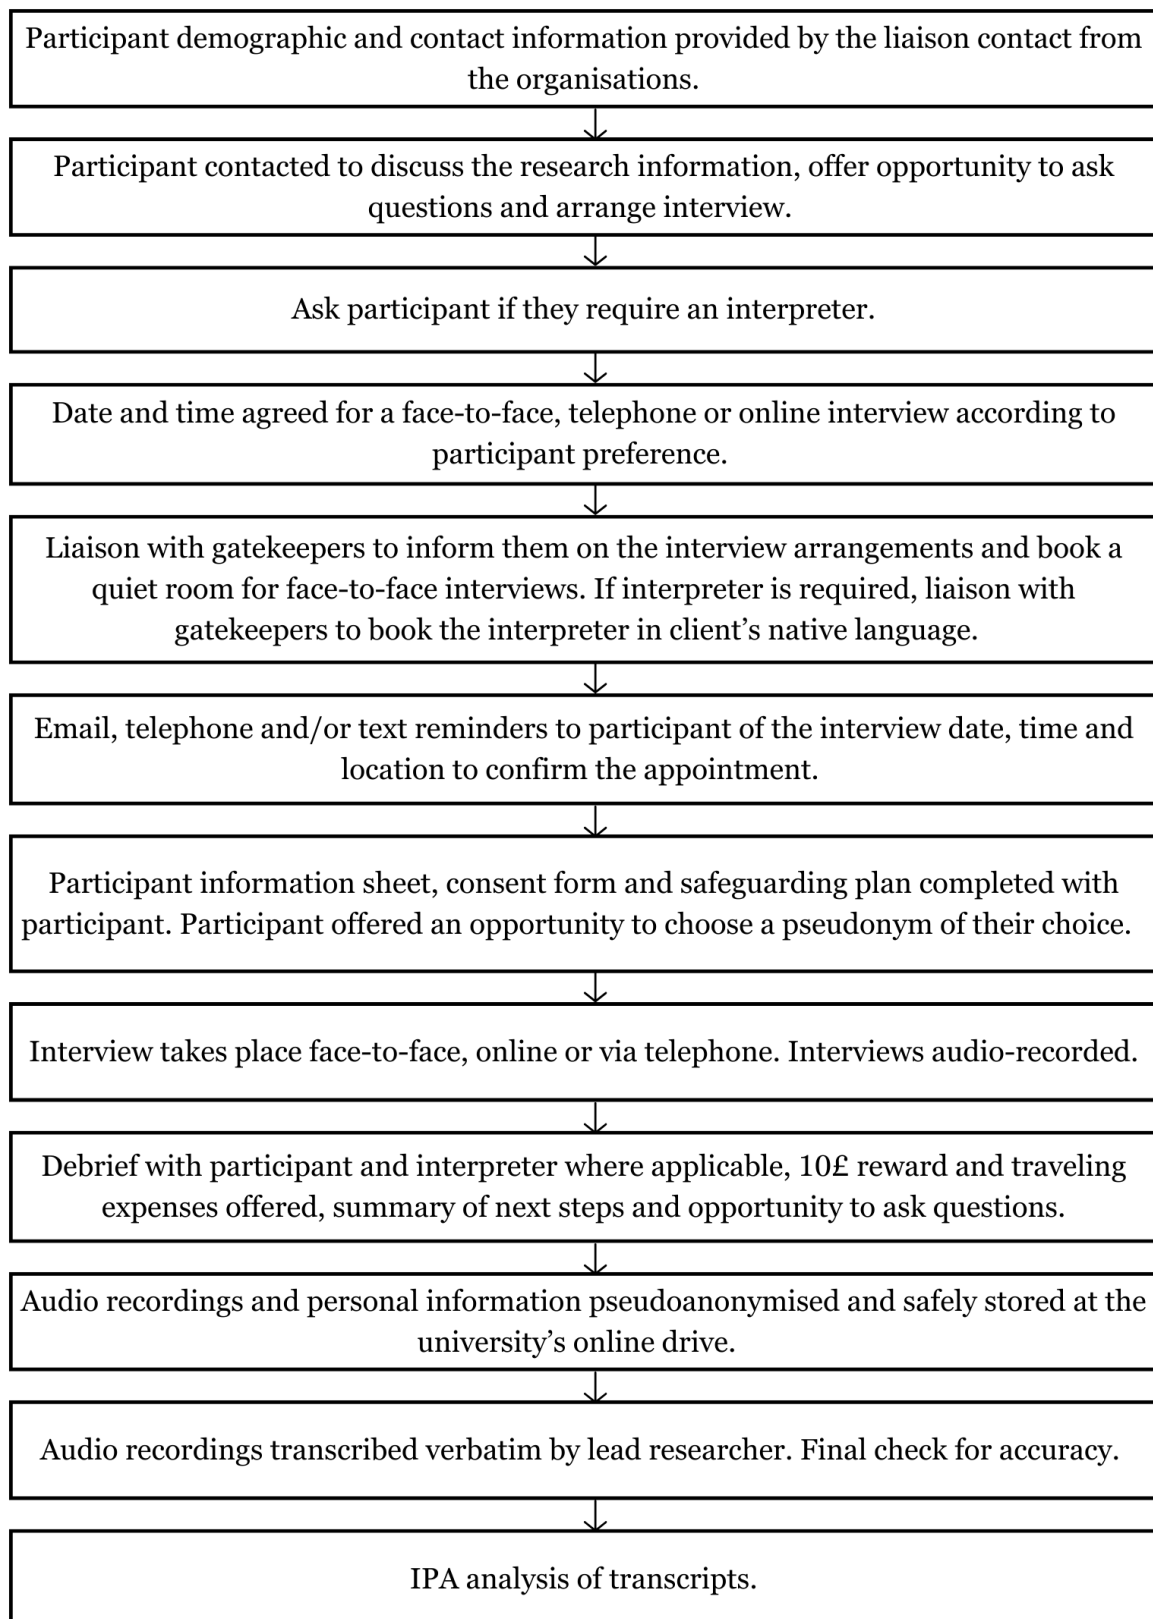 Participant demographic and contact information provided by the liaison contact from
the organisations.
Participant contacted to discuss the research information, offer opportunity to ask
questions and arrange interview.
Ask participant if they require an interpreter.
Date and time agreed for a face-to-face, telephone or online interview according to
participant preference.
Liaison with gatekeepers to inform them on the interview arrangements and book a
quiet room for face-to-face interviews. If interpreter is required, liaison with
gatekeepers to book the interpreter in client’s native language.
Email, telephone and/or text reminders to participant of the interview date, time and
location to confirm the appointment.
Participant information sheet, consent form and safeguarding plan completed with
participant. Participant offered an opportunity to choose a pseudonym of their choice.
Interview takes place face-to-face, online or via telephone. Interviews audio-recorded.
Debrief with participant and interpreter where applicable, 10£ reward and traveling
expenses offered, summary of next steps and opportunity to ask questions.
Audio recordings and personal information pseudoanonymised and safely stored at the
university’s online drive.
Audio recordings transcribed verbatim by lead researcher. Final check for accuracy.
IPA analysis of transcripts.